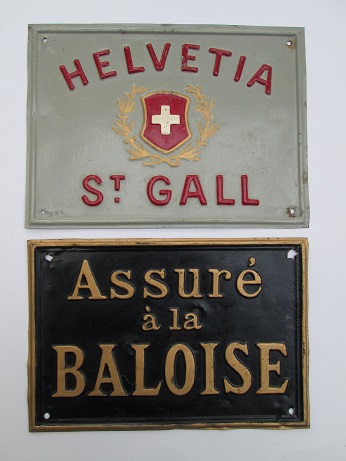 HELVETIA
ST. GALL
Assuré
à la
BALOISE